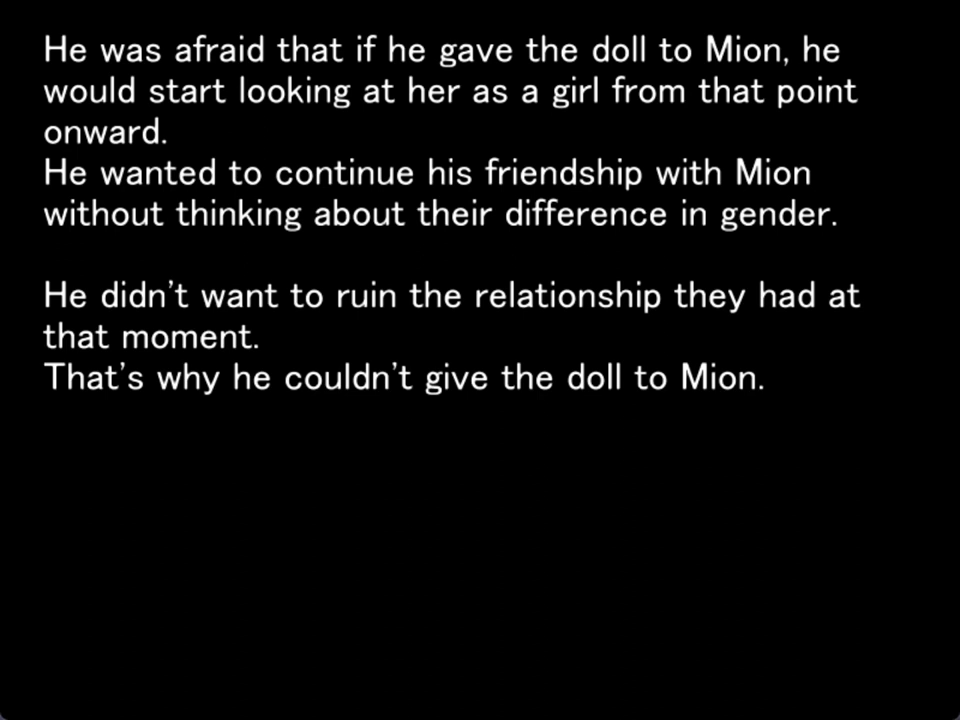 He was afraid that if he gave the doll to Mion, he
would start looking at her as a girl from that point
onward.
He wanted to continue his friendship with Mion
without thinking about their difference in gender.
He didn’t want to ruin the relationship they had at
that moment.
That’s why he couldn’t give the doll to Mion.